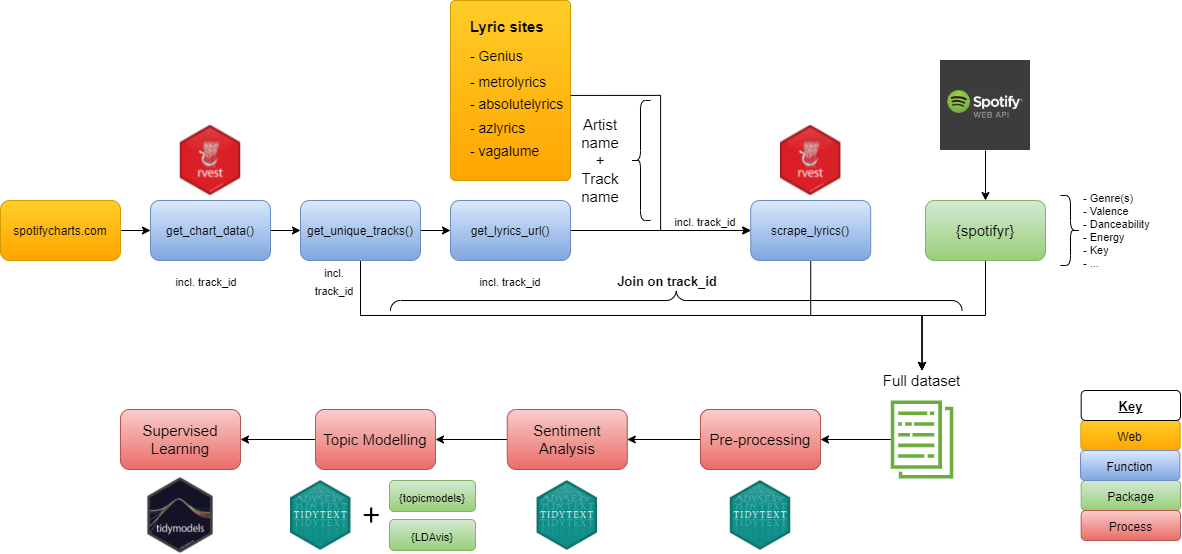 Lyric sites
- Genius
- metrolyrics
- absolutelyrics
- azlyrics
- vagalume
Artist
name
+
Track
name
Spotify
WEB API
rvest
rvest
spotifycharts.com
get_chart_data()
get_unique_tracks()
get_lyrics_url()
incl. track_id
scrape_lyrics()
{spotifyr}
- Genre(s)
- Valence
- Danceability
- Energy
- Key
- ...
incl. track_id
incl.
track_id
incl. track_id
Join on track_id
Full dataset
Supervised
Learning
Topic Modelling
Sentiment
Analysis
Pre-processing
tidymodels
TIDYTEXT
+
{topicmodels}
{LDAvis}
TIDYTEXT
TIDYTEXT
Key
Web
Function
Package
Process